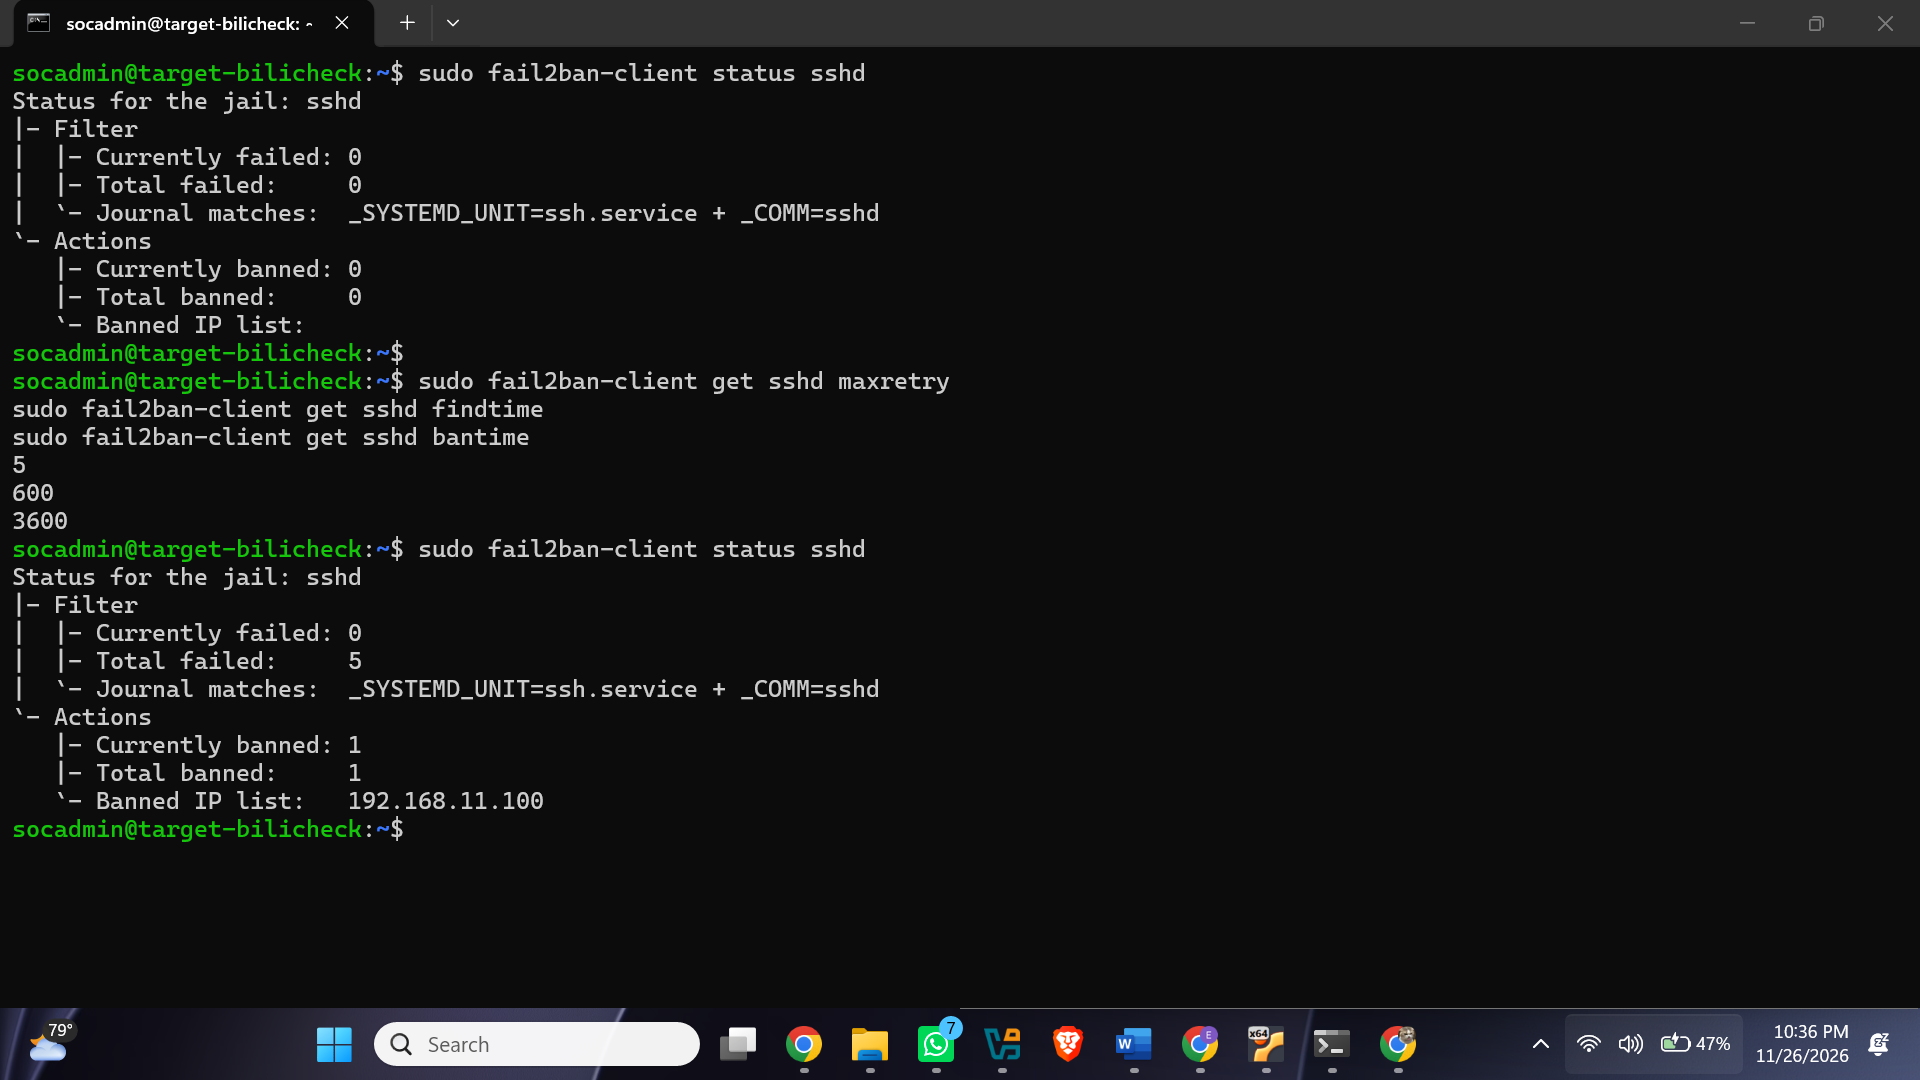 socadmin@target-bilicheck: ~
socadmin@target-bilicheck:~$ sudo fail2ban-client status sshd
Status for the jail: sshd
|- Filter
|  |- Currently failed: 0
|  |- Total failed:     0
|  `- Journal matches:  _SYSTEMD_UNIT=ssh.service + _COMM=sshd
`- Actions
   |- Currently banned: 0
   |- Total banned:     0
   `- Banned IP list:
socadmin@target-bilicheck:~$
socadmin@target-bilicheck:~$ sudo fail2ban-client get sshd maxretry
sudo fail2ban-client get sshd findtime
sudo fail2ban-client get sshd bantime
5
600
3600
socadmin@target-bilicheck:~$ sudo fail2ban-client status sshd
Status for the jail: sshd
|- Filter
|  |- Currently failed: 0
|  |- Total failed:     5
|  `- Journal matches:  _SYSTEMD_UNIT=ssh.service + _COMM=sshd
`- Actions
   |- Currently banned: 1
   |- Total banned:     1
   `- Banned IP list:   192.168.11.100
socadmin@target-bilicheck:~$
79°
Search
7
W
E
x64
47%
10:36 PM
11/26/2026